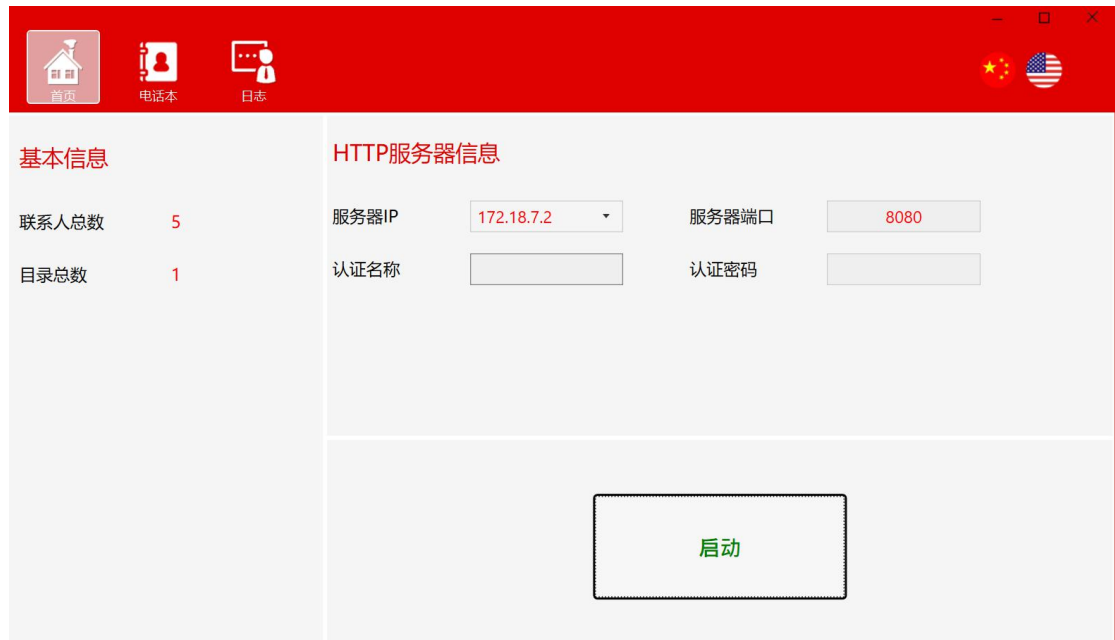 首页
电话本
日志
基本信息
联系人总数 5
目录总数 1
HTTP服务器信息
服务器IP 172.18.7.2 服务器端口 8080
认证名称 认证密码
启动